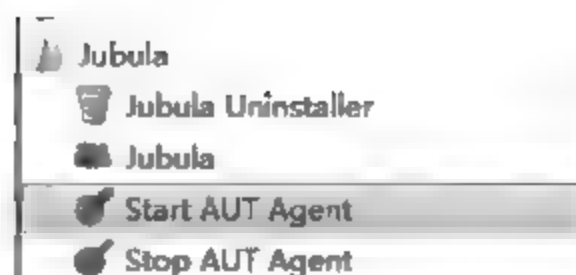 Jubula
Jubula Uninstaller
Jubula
Start AUT Agent
Stop AUT Agent